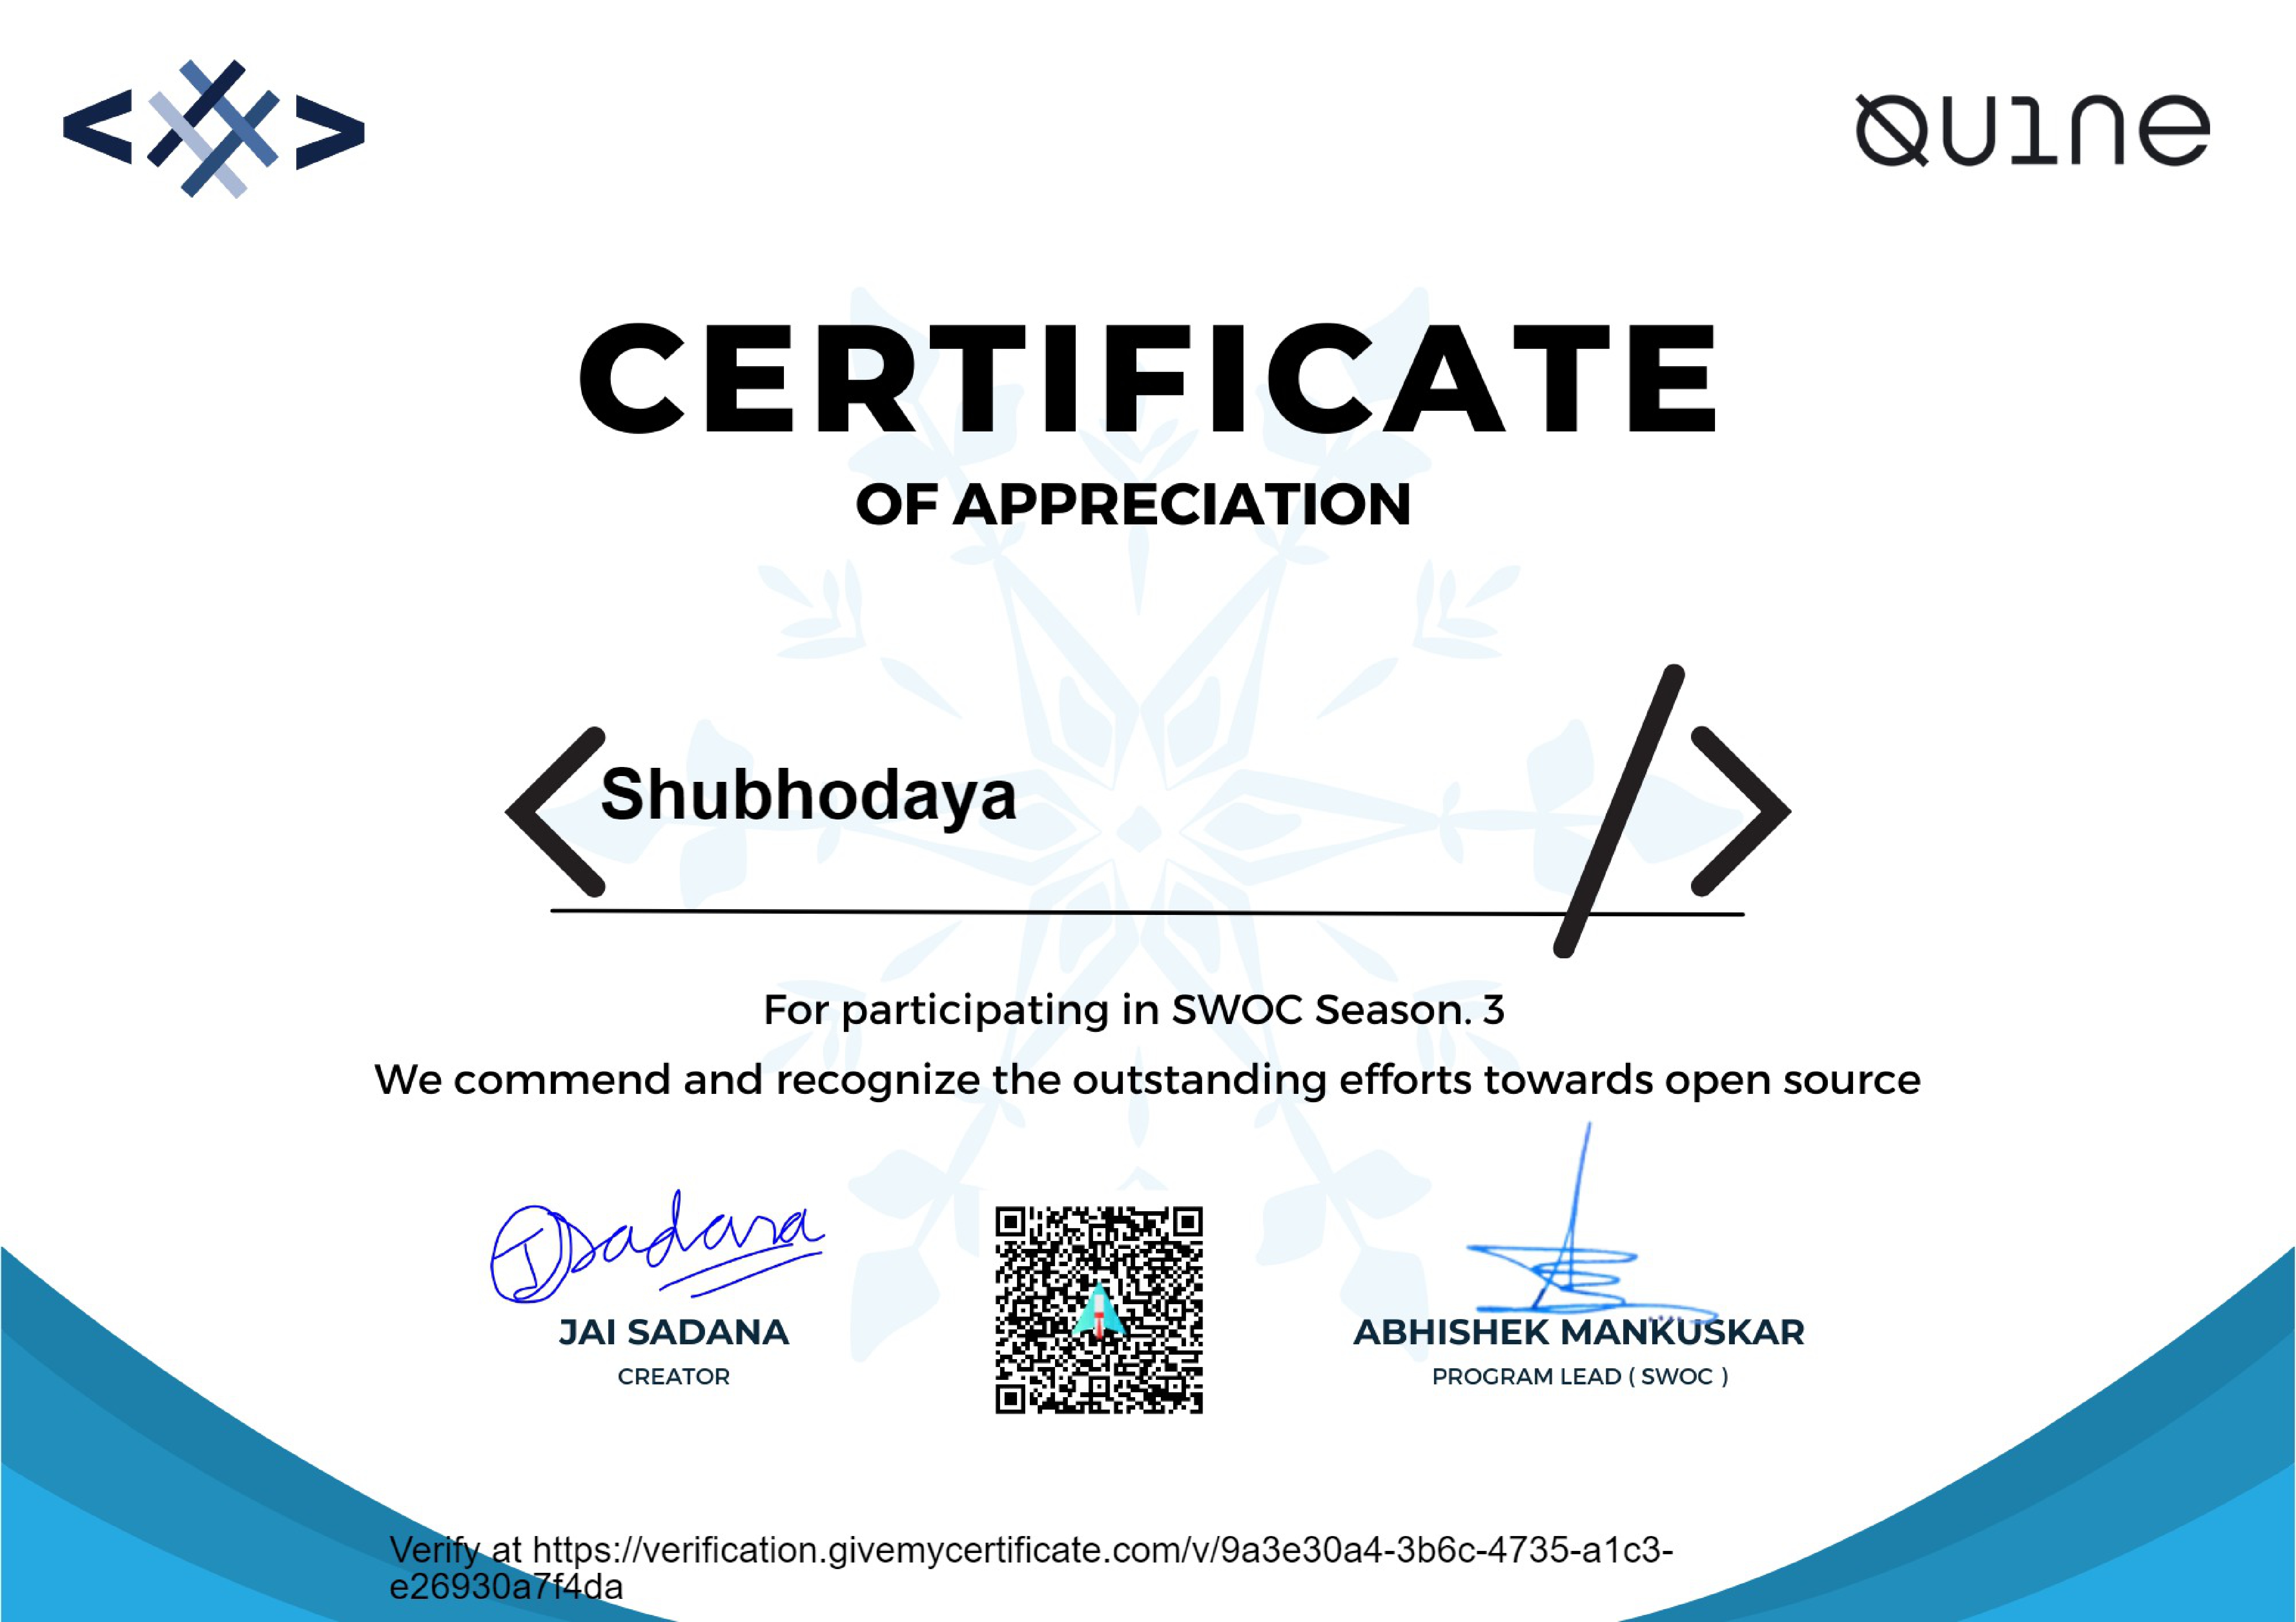 QUINE
CERTIFICATE
OF APPRECIATION
Shubhodaya
For participating in SWOC Season. 3
We commend and recognize the outstanding efforts towards open source
JSadana
JAI SADANA
CREATOR
ABHISHEK MANKUSKAR
PROGRAM LEAD ( SWOC )
Verify at https://verification.givemycertificate.com/v/9a3e30a4-3b6c-4735-a1c3-
e26930a7f4da